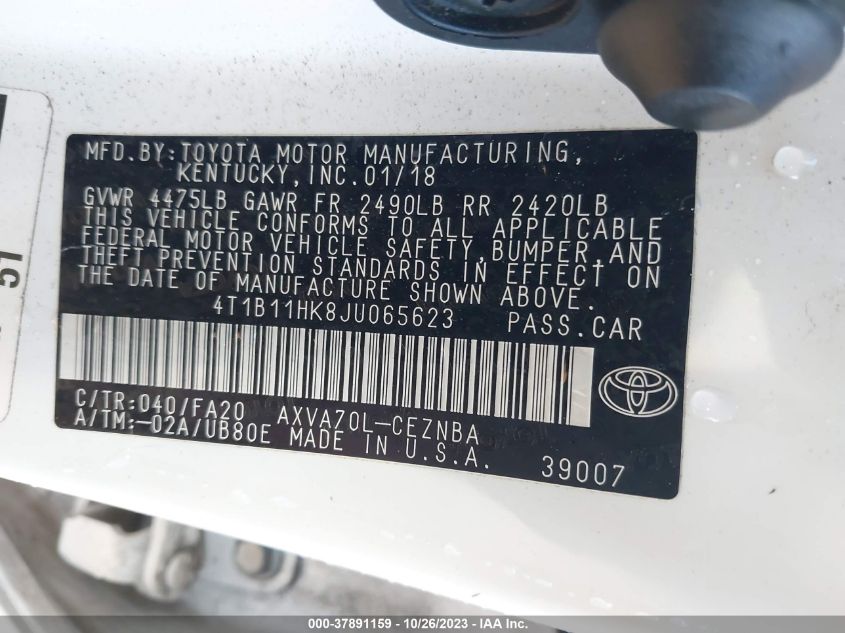 MFD.BY:TOYOTA MOTOR MANUFACTURING,
KENTUCKY,INC.01/18
GVWR 4475LB GAWR FR 2490LB RR 2420LB
THIS VEHICLE CONFORMS TO ALL APPLICABLE
FEDERAL MOTOR VEHICLE SAFETY,BUMPER,AND
THEFT PREVENTION STANDARDS IN EFFECT ON
THE DATE OF MANUFACTURE SHOWN ABOVE.
4T1B11HK8JU065623 PASS.CAR
C/TR:040/FA20 AXVA70L-CEZNBA
A/TM:-02A/UB80E MADE IN U.S.A.
39007
51
000-37891159 - 10/26/2023 - IAA Inc.